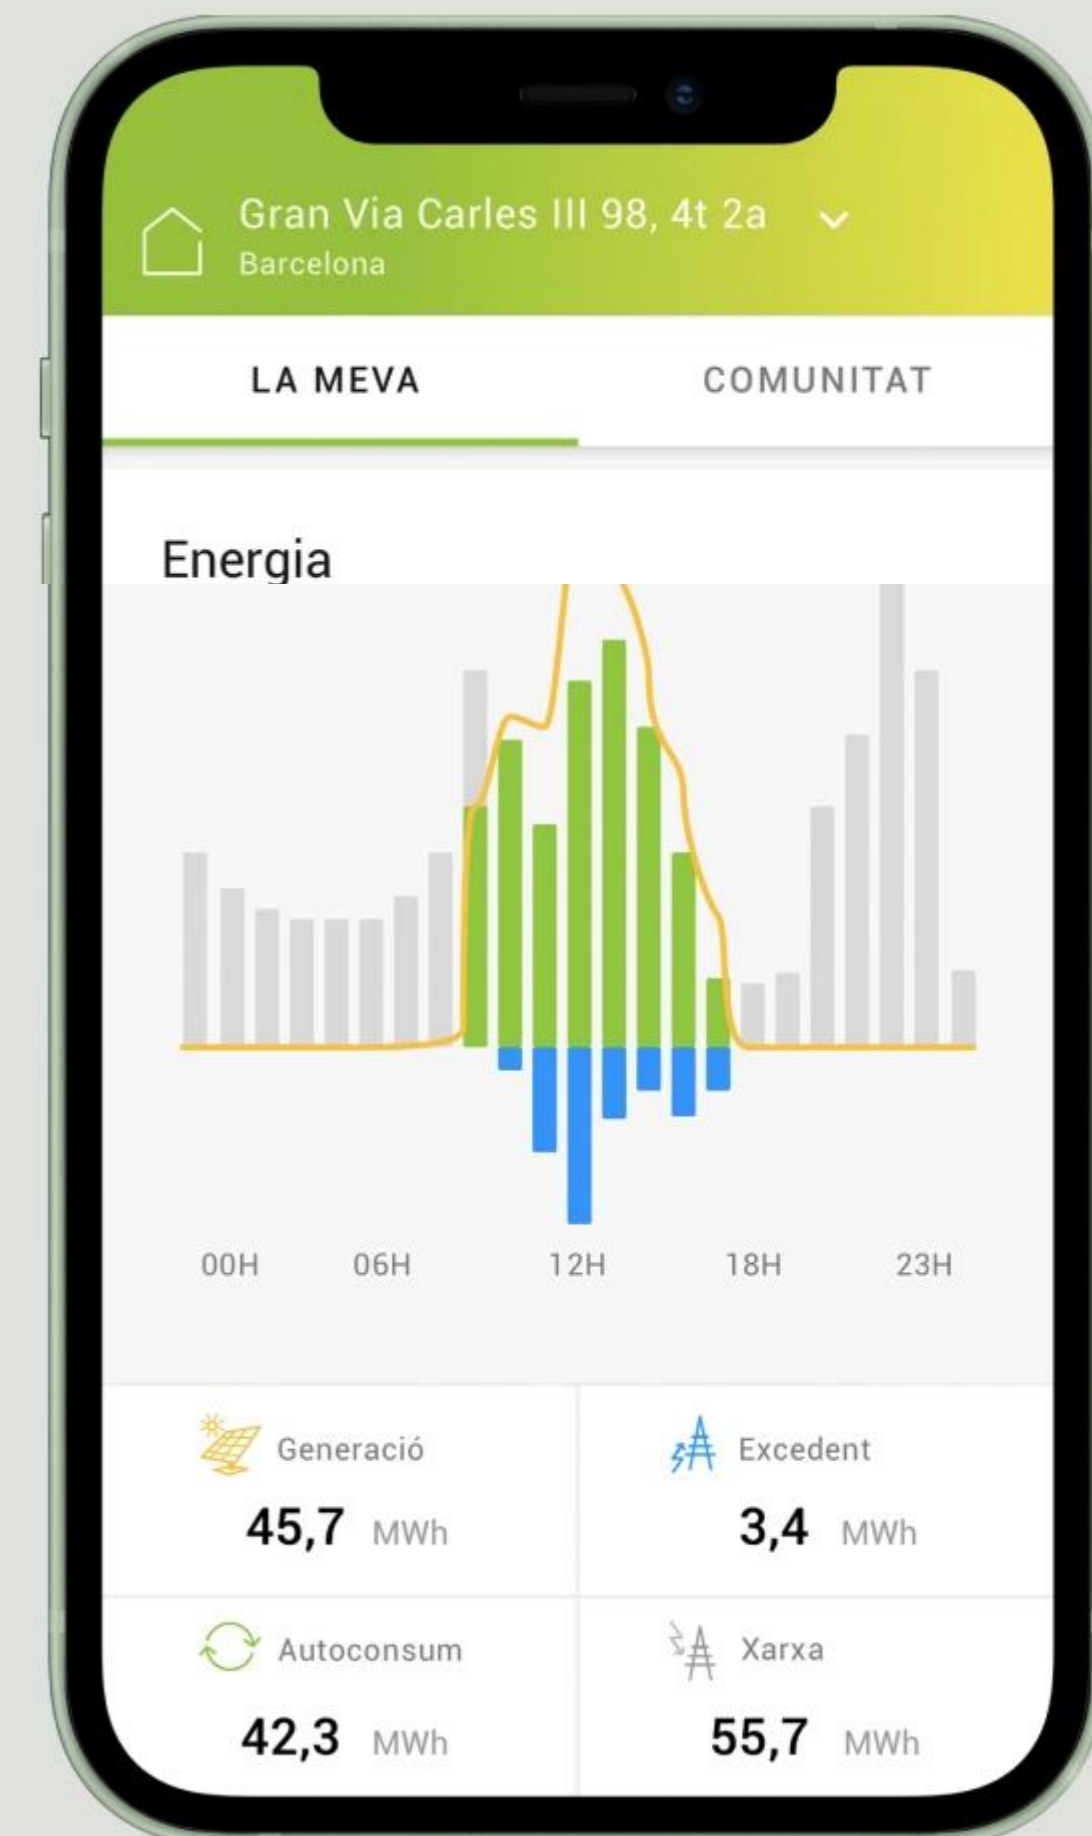 Gran Via Carles III 98, 4t 2a
Barcelona
LA MEVA COMUNITAT
Energia
00H 06H 12H 18H 23H
Generació Excedent
45,7 MWh 3,4 MWh
Autoconsum Xarxa
42,3 MWh 55,7 MWh